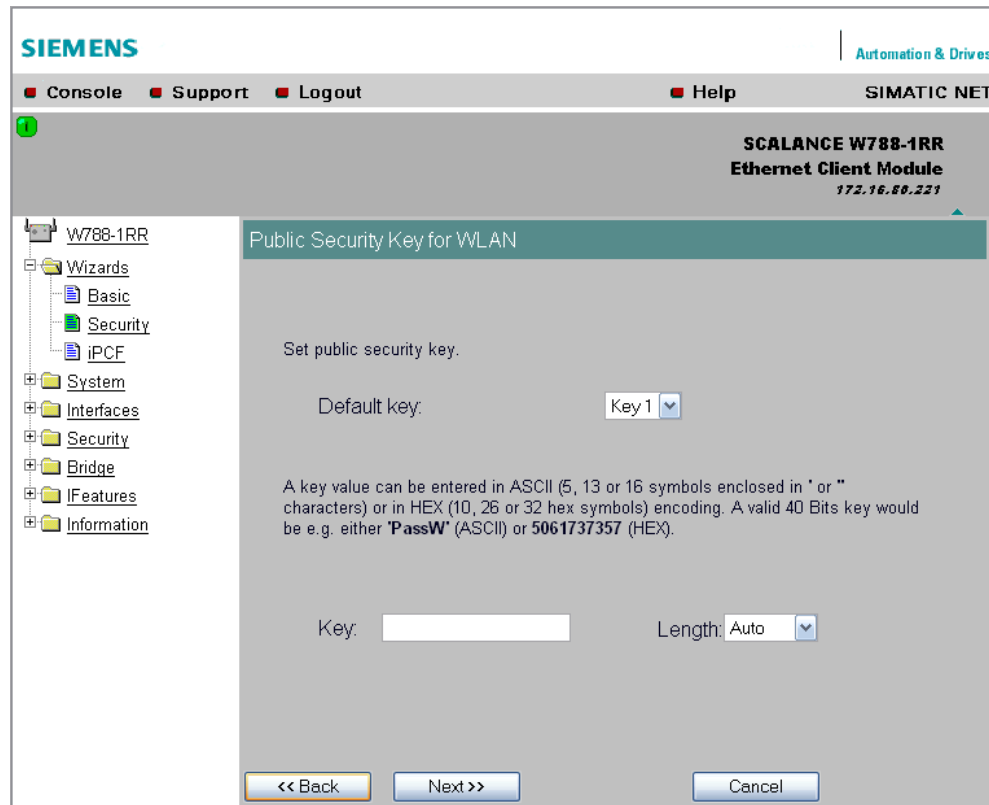 SIEMENS
Automation & Drives
Console Support Logout Help SIMATIC NET
SCALANCE W788-1RR
Ethernet Client Module
172.16.80.221
W788-1RR
Wizards
Basic
Security
iPCF
System
Interfaces
Security
Bridge
IFeatures
Information
Public Security Key for WLAN
Set public security key.
Default key: Key 1
A key value can be entered in ASCII (5, 13 or 16 symbols enclosed in ' or "
characters) or in HEX (10, 26 or 32 hex symbols) encoding. A valid 40 Bits key would
be e.g. either 'PassW' (ASCII) or 5061737357 (HEX).
Key: Length: Auto
<< Back Next >> Cancel